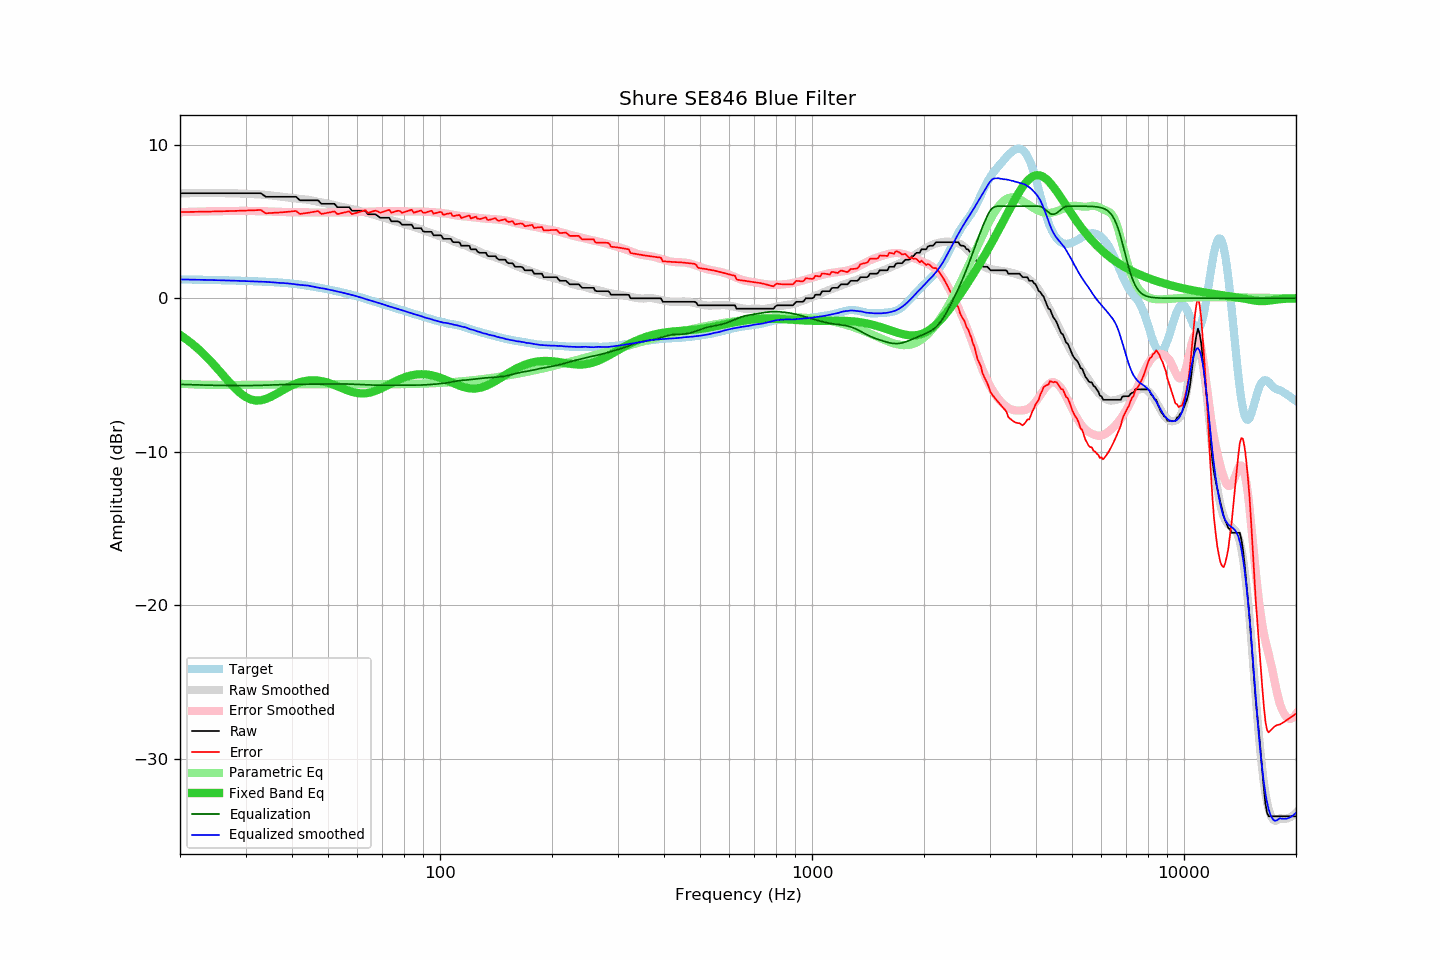 Shure SE846 Blue Filter
10
0
−10
−20
−30
Amplitude (dBr)
Target
Raw Smoothed
Error Smoothed
Raw
Error
Parametric Eq
Fixed Band Eq
Equalization
Equalized smoothed
100
1000
10000
Frequency (Hz)